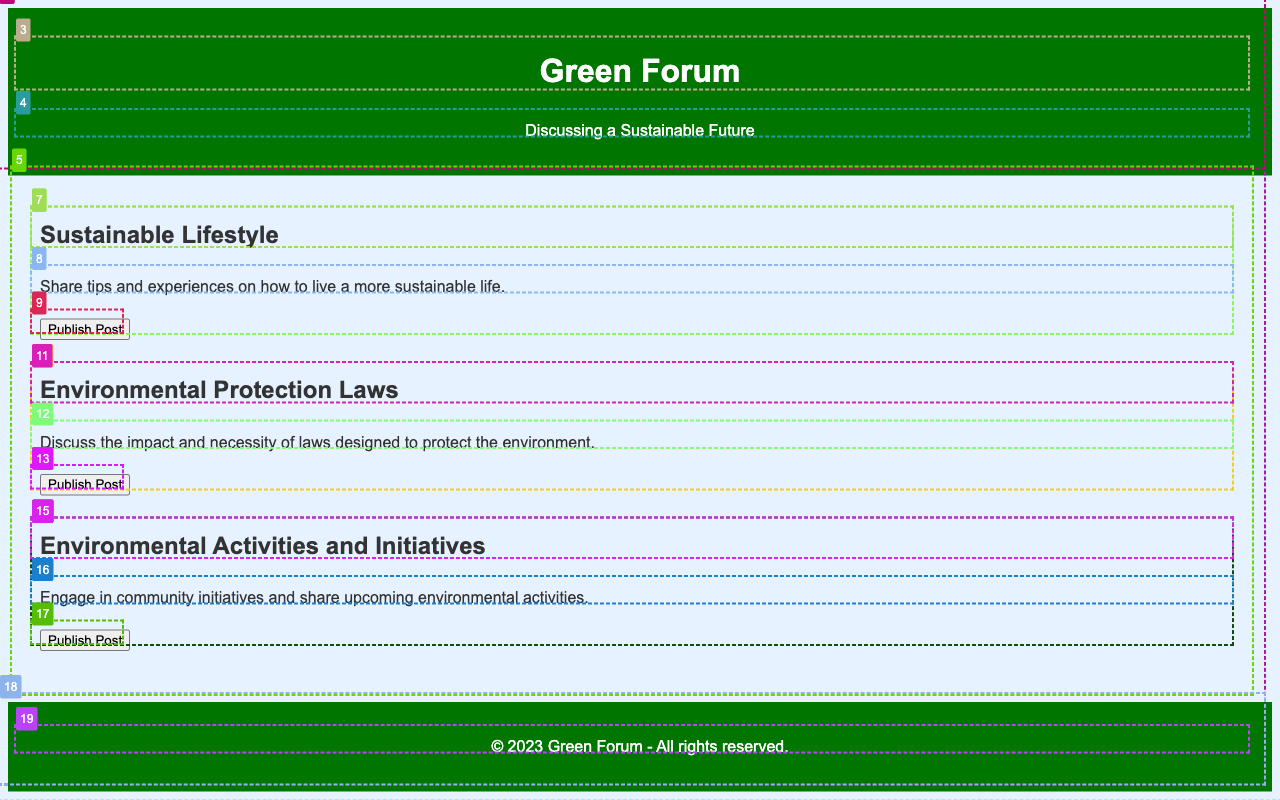 3
Green Forum
4
Discussing a Sustainable Future
5
7
Sustainable Lifestyle
8
Share tips and experiences on how to live a more sustainable life.
9
Publish Post
11
Environmental Protection Laws
12
Discuss the impact and necessity of laws designed to protect the environment.
13
Publish Post
15
Environmental Activities and Initiatives
16
Engage in community initiatives and share upcoming environmental activities.
17
Publish Post
18
19
© 2023 Green Forum - All rights reserved.